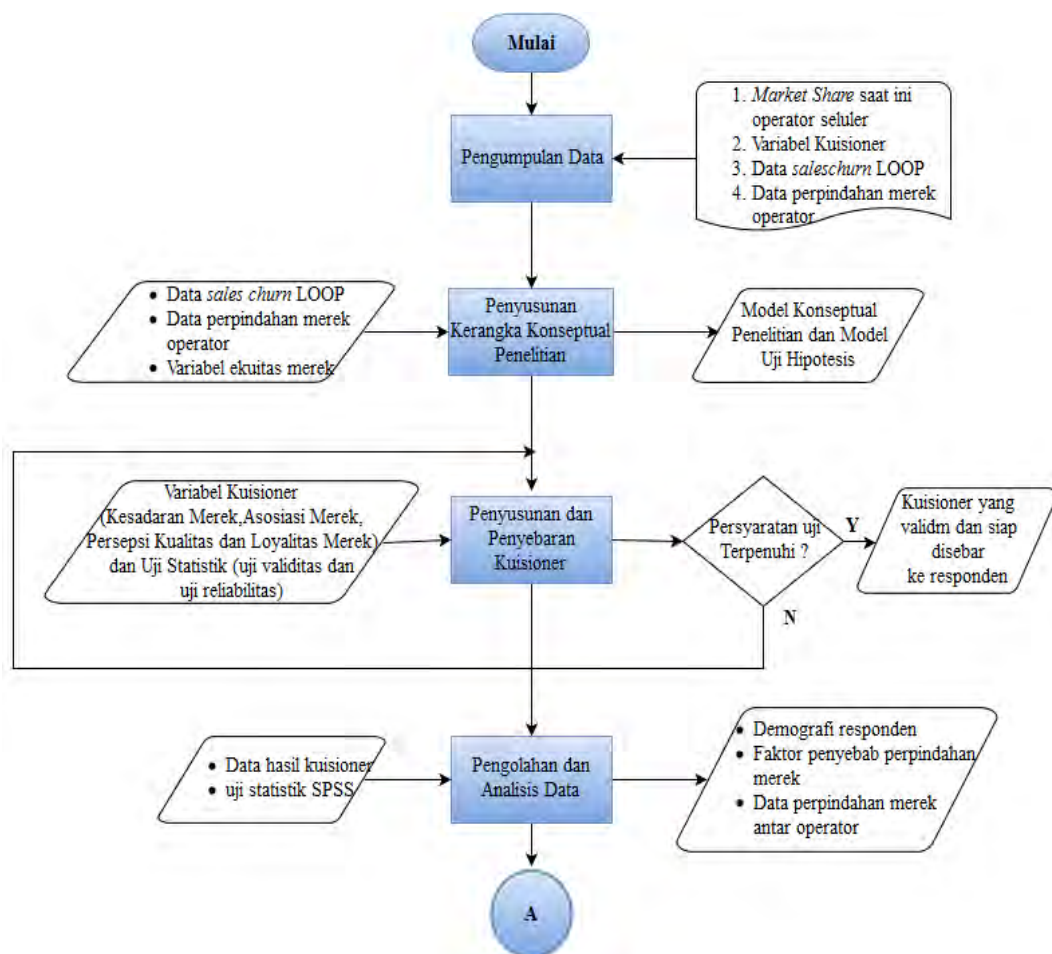 Mulai
Pengumpulan Data
1. Market Share saat ini
operator seluler
2. Variabel Kuisioner
3. Data saleschurn LOOP
4. Data perpindahan merek
operator
• Data sales churn LOOP
• Data perpindahan merek
operator
• Variabel ekuitas merek
Penyusunan
Kerangka Konseptual
Penelitian
Model Konseptual
Penelitian dan Model
Uji Hipotesis
Variabel Kuisioner
(Kesadaran Merek,Asosiasi Merek,
Persepsi Kualitas dan Loyalitas Merek)
dan Uji Statistik (uji validitas dan
uji reliabilitas)
Penyusunan dan
Penyebaran
Kuisioner
Persyaratan uji
Terpenuhi ?
Y
N
Kuisioner yang
validm dan siap
disebar
ke responden
• Data hasil kuisioner
• uji statistik SPSS
Pengolahan dan
Analisis Data
• Demografi responden
• Faktor penyebab perpindahan
merek
• Data perpindahan merek
antar operator
A